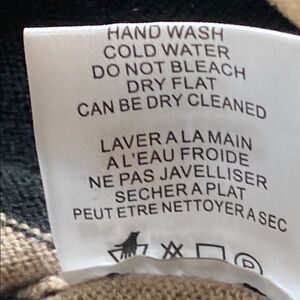 HAND WASH
COLD WATER
DO NOT BLEACH
DRY FLAT
CAN BE DRY CLEANED
LAVER A LA MAIN
A L'EAU FROIDE
NE PAS JAVELLISER
SECHER A PLAT
PEUT ETRE NETTOYER A SEC
P